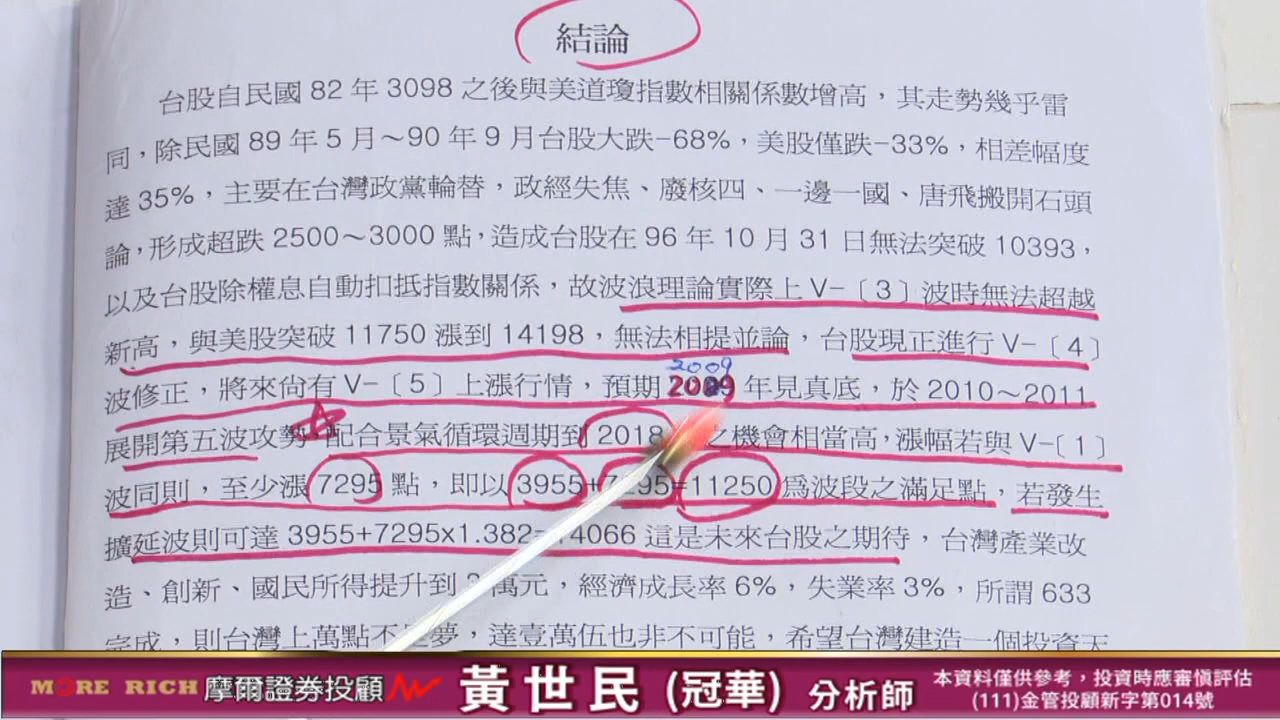 結論
台股自民國 82 年 3098 之後與美道瓊指數相關係數增高，其走勢幾乎雷
同，除民國 89 年 5 月～90 年 9 月台股大跌-68%，美股僅跌-33%，相差幅度
達 35%，主要在台灣政黨輪替，政經失焦、廢核四、一邊一國、唐飛搬開石頭
論，形成超跌 2500～3000 點，造成台股在 96 年 10 月 31 日無法突破 10393，
以及台股除權息自動扣抵指數關係，故波浪理論實際上 V-〔3〕波時無法超越
新高，與美股突破 11750 漲到 14198，無法相提並論，台股現正進行 V-〔4〕
2009
波修正，將來尚有 V-〔5〕上漲行情，預期 2009 年見真底，於 2010～2011
展開第五波攻勢 配合景氣循環週期到 2018 之機會相當高，漲幅若與 V-〔1〕
波同則，至少漲 7295 點，即以 3955+7295=11250 為波段之滿足點，若發生
擴延波則可達 3955+7295x1.382=14066 這是未來台股之期待，台灣產業改
造、創新、國民所得提升到 萬元，經濟成長率 6%，失業率 3%，所謂 633
完成，則台灣上萬點不是夢，達壹萬伍也非不可能，希望台灣建造一個投資天
MORE RICH 摩爾證券投顧 黃世民 (冠華) 分析師 本資料僅供參考，投資時應審慎評估
(111)金管投顧新字第014號